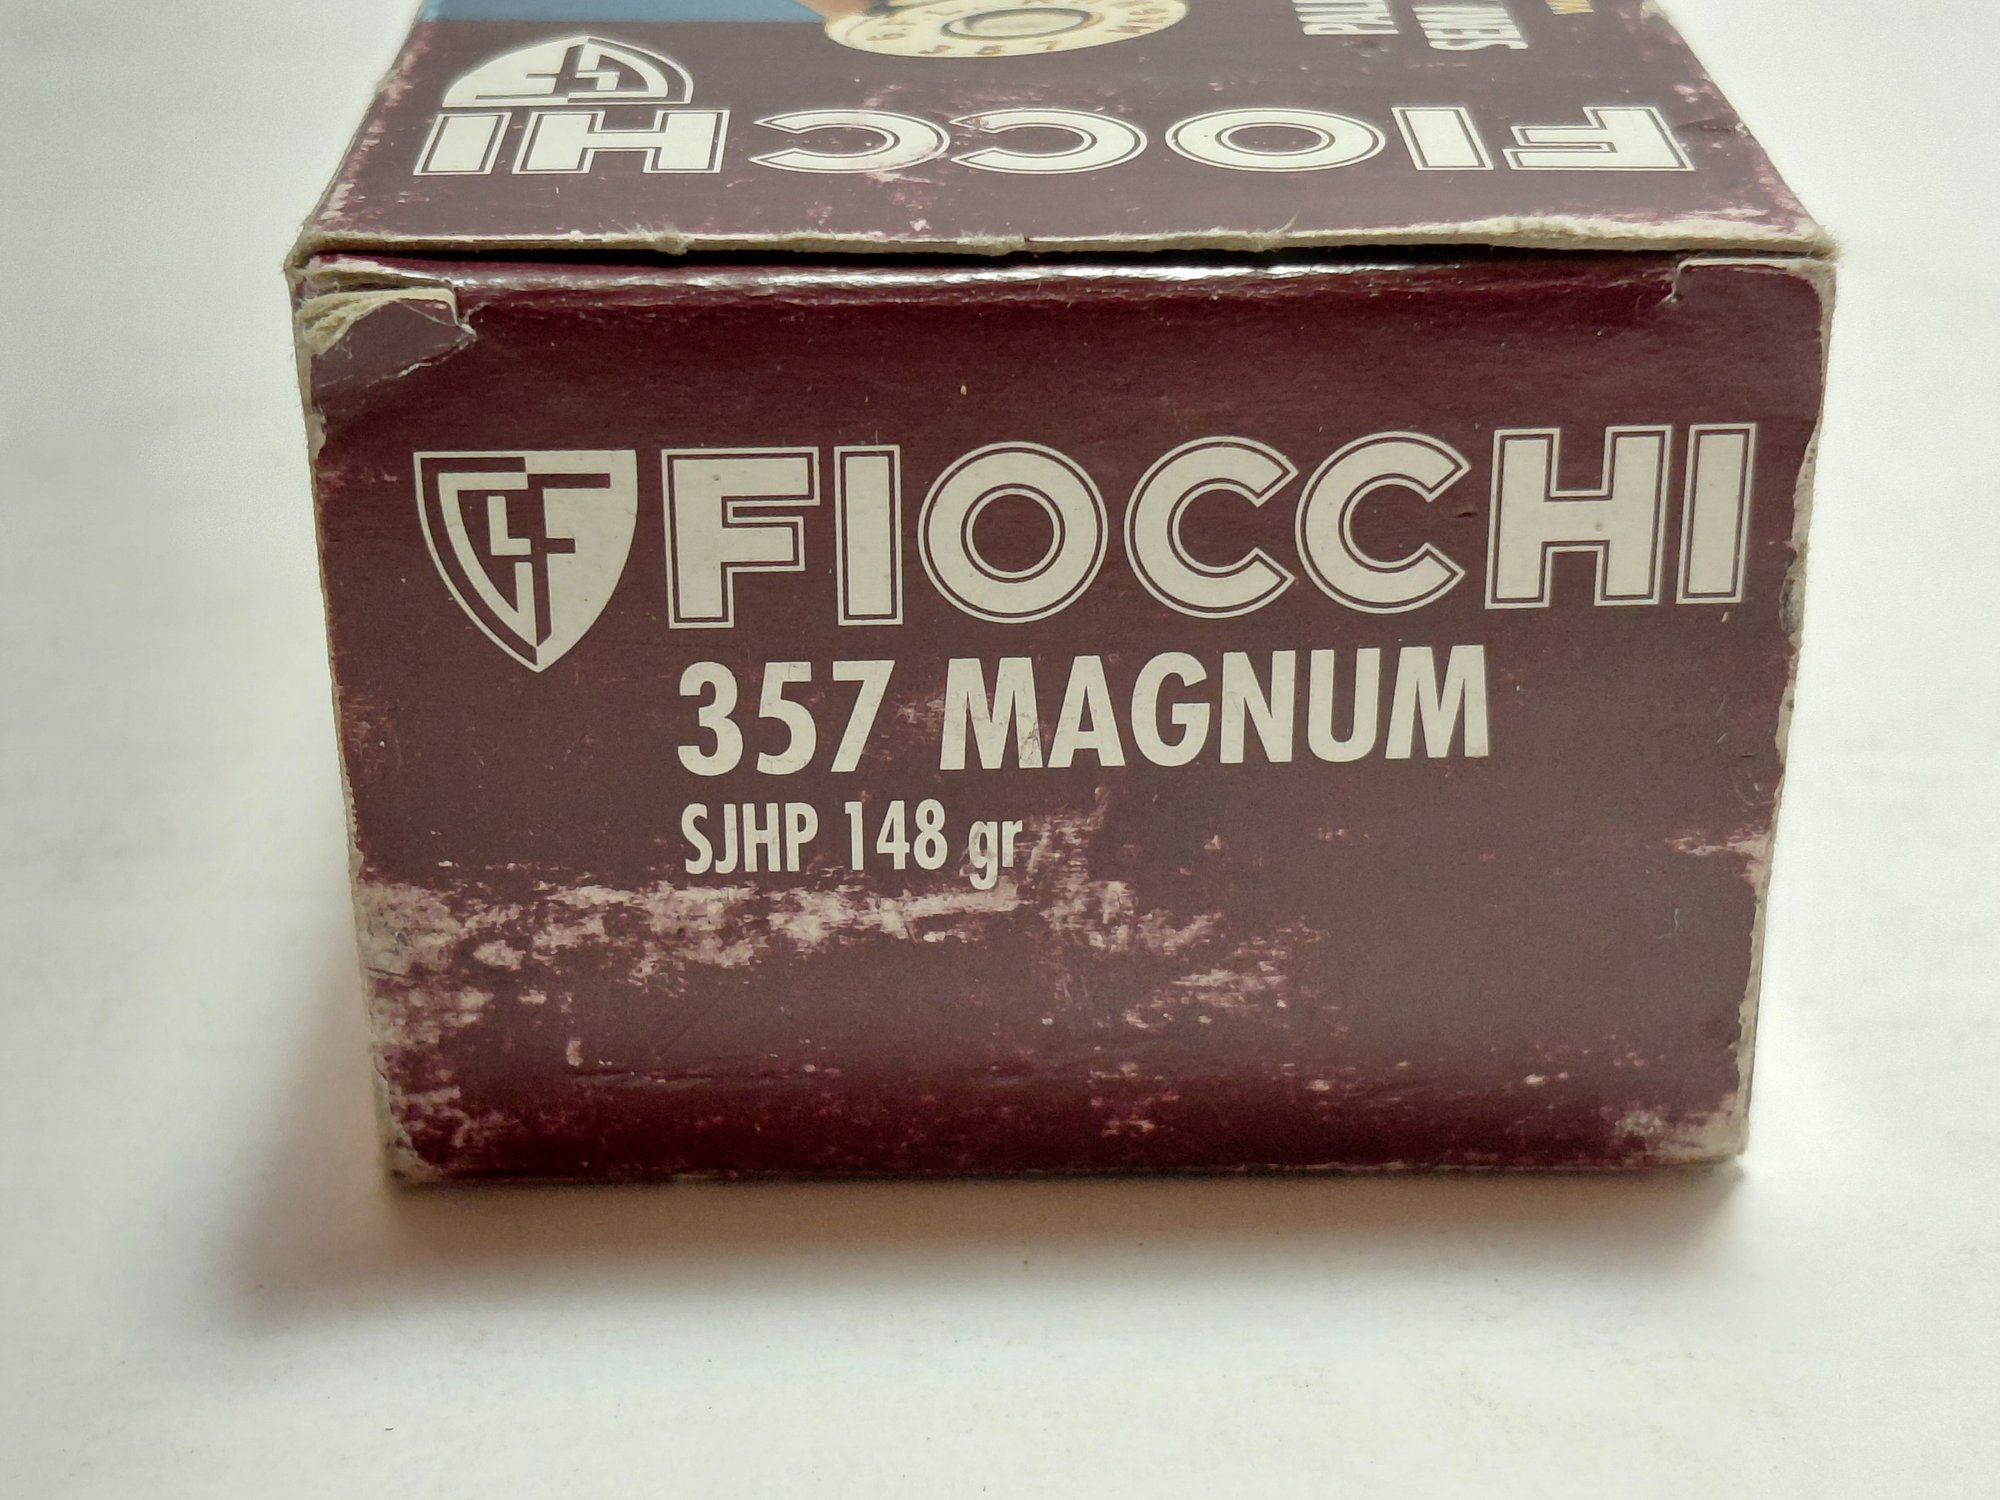 FIOCCHI
FIOCCHI
357 MAGNUM
SJHP 148 gr